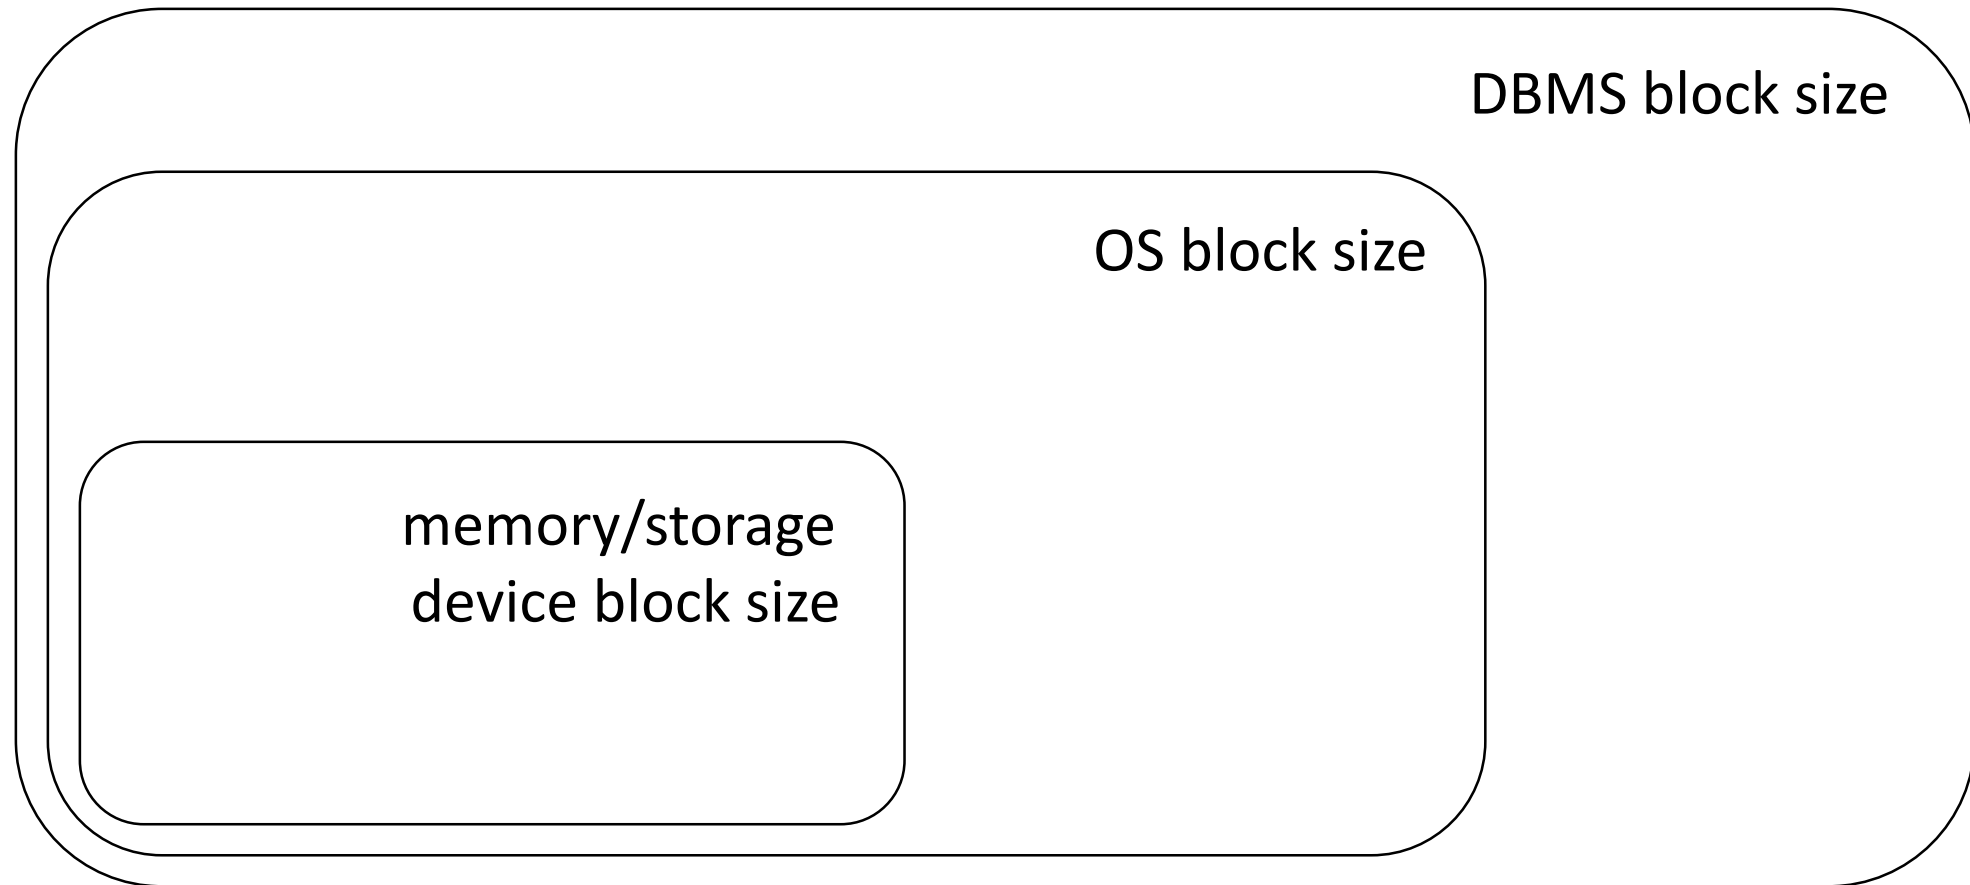 DBMS block size
OS block size
memory/storage
device block size